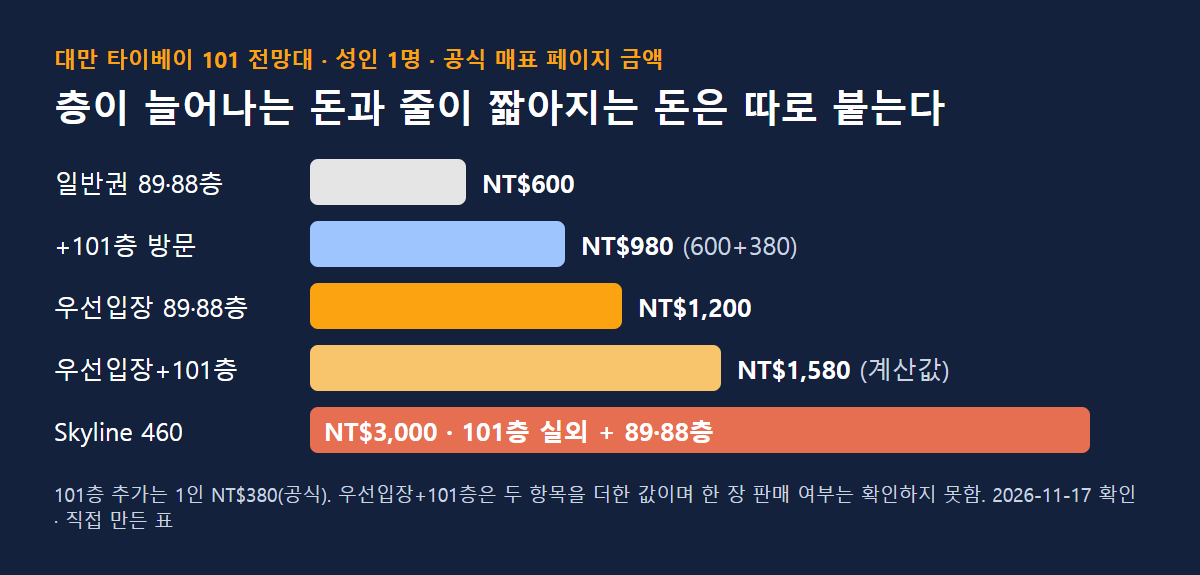 대만 타이베이 101 전망대 · 성인 1명 · 공식 매표 페이지 금액
층이 늘어나는 돈과 줄이 짧아지는 돈은 따로 붙는다
일반권 89·88층 NT$600
+101층 방문 NT$980 (600+380)
우선입장 89·88층 NT$1,200
우선입장+101층 NT$1,580 (계산값)
Skyline 460 NT$3,000 · 101층 실외 + 89·88층
101층 추가는 1인 NT$380(공식). 우선입장+101층은 두 항목을 더한 값이며 한 장 판매 여부는 확인하지 못함. 2026-11-17 확인
· 직접 만든 표